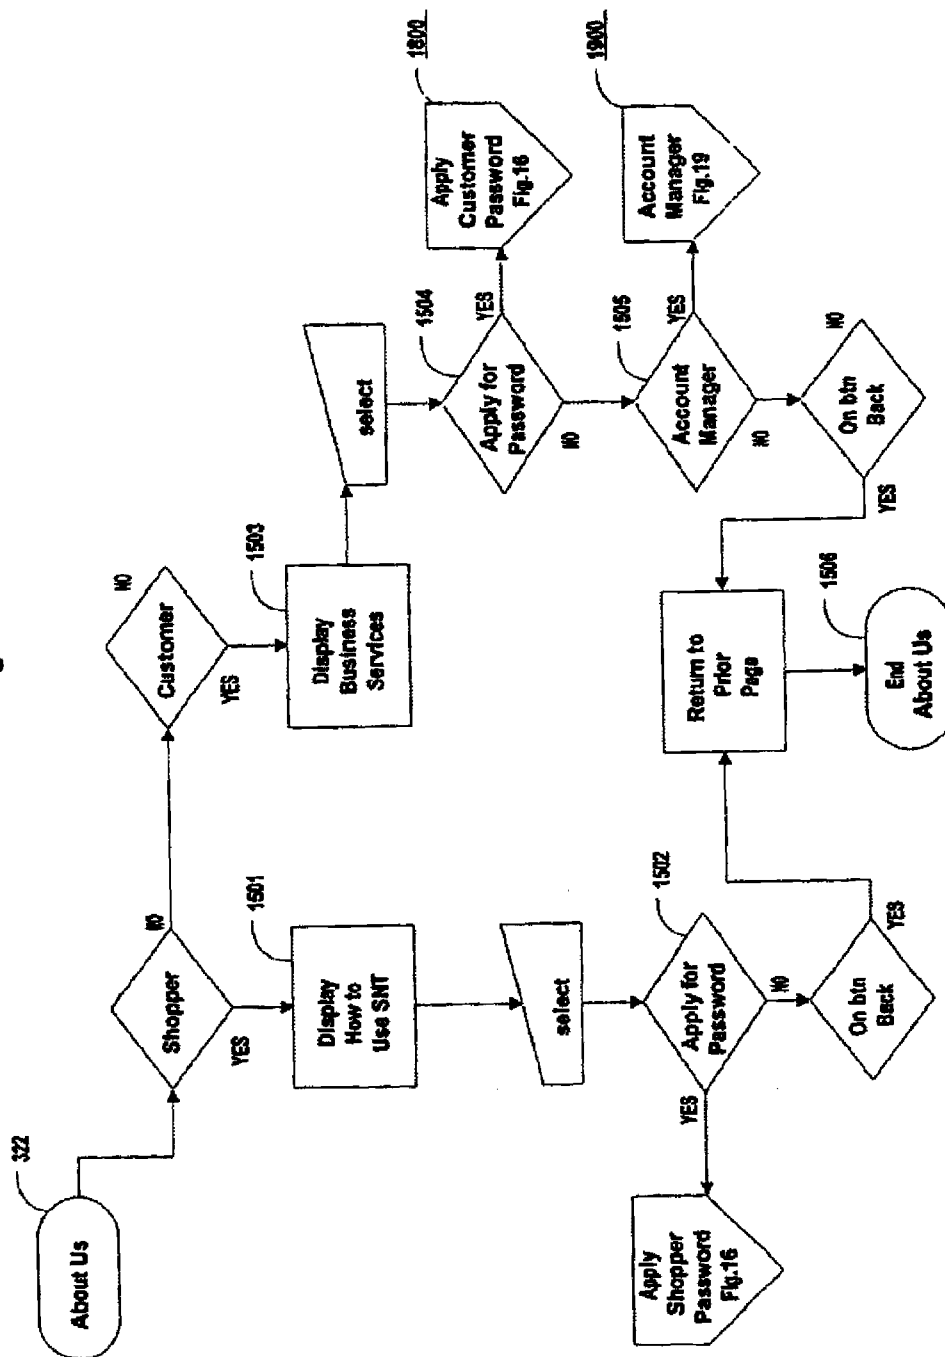 322
About Us
Shopper
NO
YES
Customer
NO
YES
1501
Display
How to
Use SNT
1503
Display
Business
Services
select
select
1502
Apply for
Password
YES
NO
Apply
Shopper
Password
Fig.16
On btn
Back
YES
1504
Apply for
Password
YES
NO
1800
Apply
Customer
Password
Fig.16
1505
Account
Manager
YES
NO
1900
Account
Manager
Fig.19
On btn
Back
NO
YES
Return to
Prior
Page
1506
End
About Us